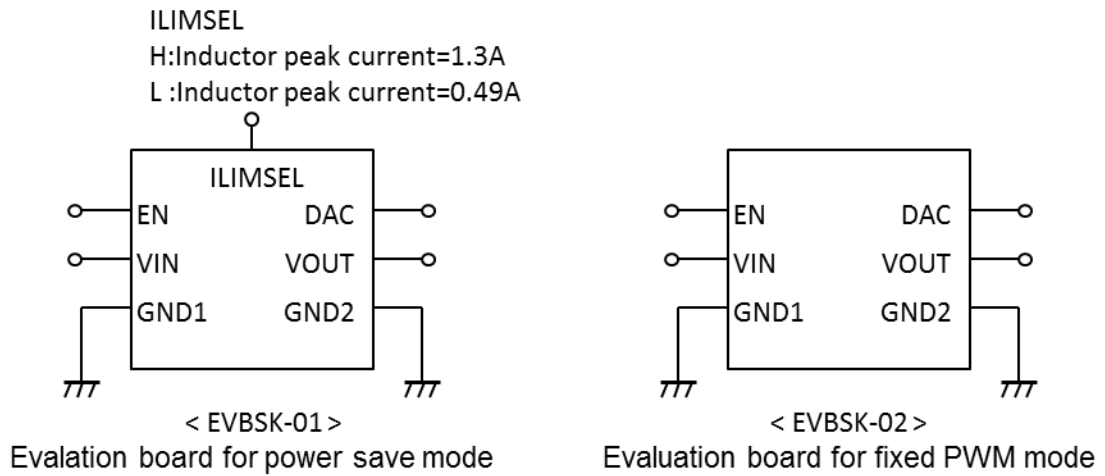 ILIMSEL
H:Inductor peak current=1.3A
L :Inductor peak current=0.49A
ILIMSEL
EN DAC
VIN VOUT
GND1 GND2
< EVBSK-01 >
Evalation board for power save mode
EN DAC
VIN VOUT
GND1 GND2
< EVBSK-02 >
Evaluation board for fixed PWM mode